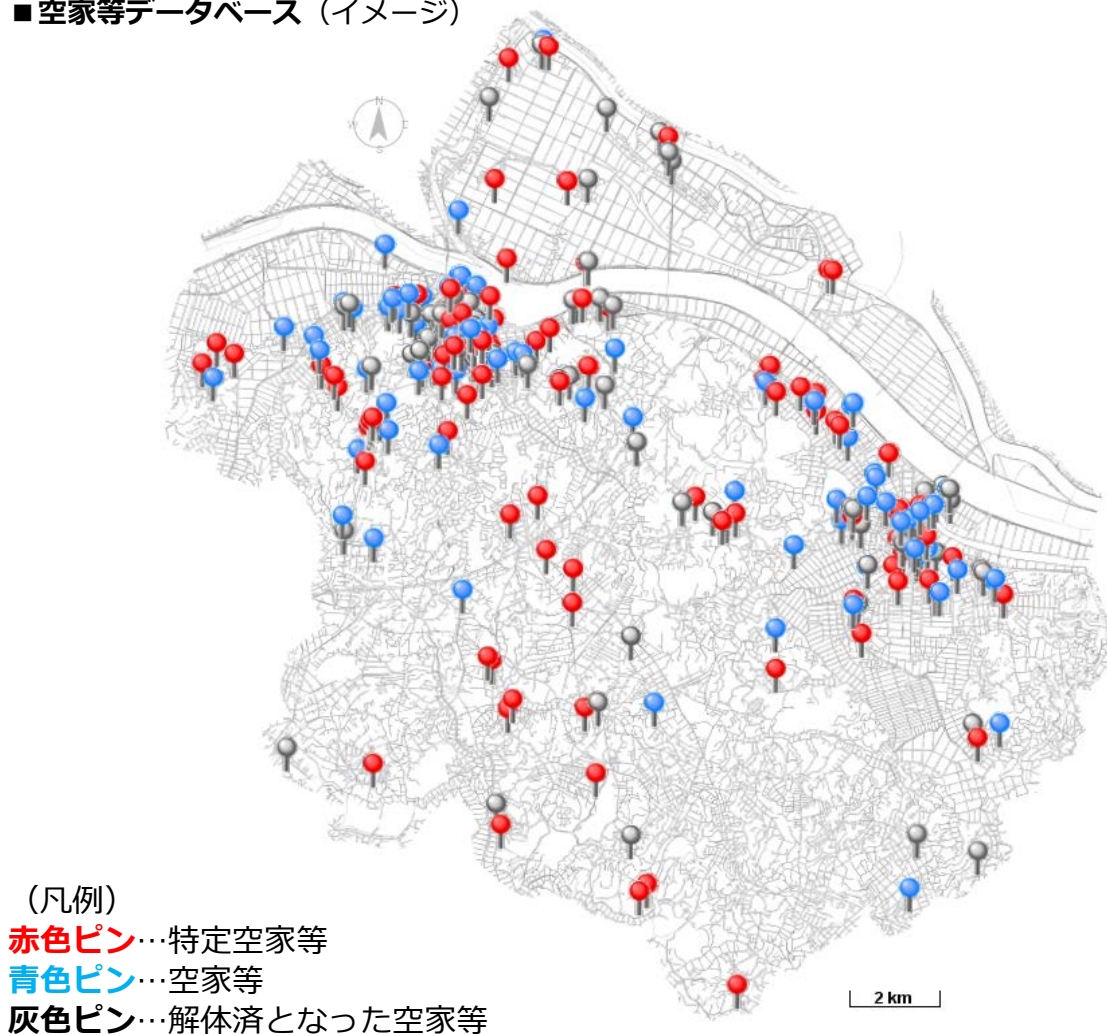 ■空家等データベース（イメージ）
N
W E
S
（凡例）
赤色ピン…特定空家等
青色ピン…空家等
灰色ピン…解体済となった空家等
2 km